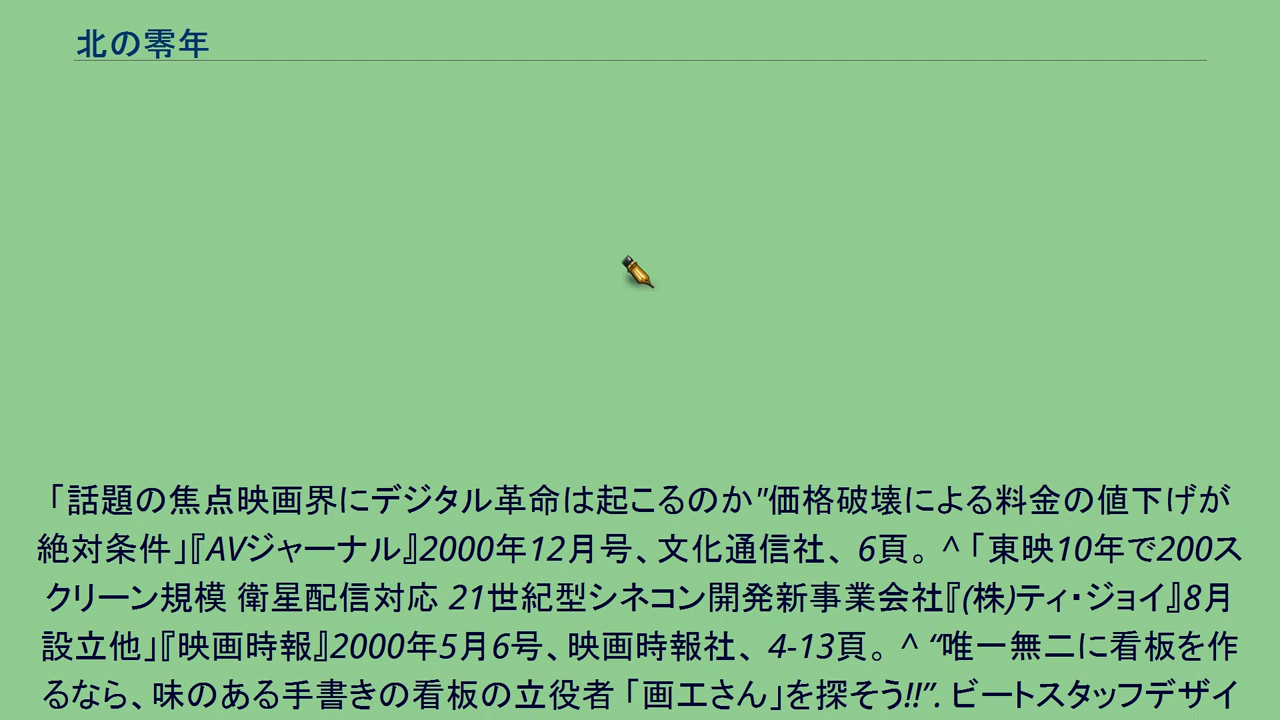 北の零年
「話題の焦点映画界にデジタル革命は起こるのか"価格破壊による料金の値下げが
絶対条件」『AVジャーナル』2000年12月号、文化通信社、 6頁。 ^ 「東映10年で200ス
クリーン規模 衛星配信対応 21世紀型シネコン開発新事業会社『(株)ティ・ジョイ』8月
設立他」『映画時報』2000年5月6号、映画時報社、 4-13頁。 ^ “唯一無二に看板を作
るなら、味のある手書きの看板の立役者 「画工さん」を探そう!!”. ビートスタッフデザイ